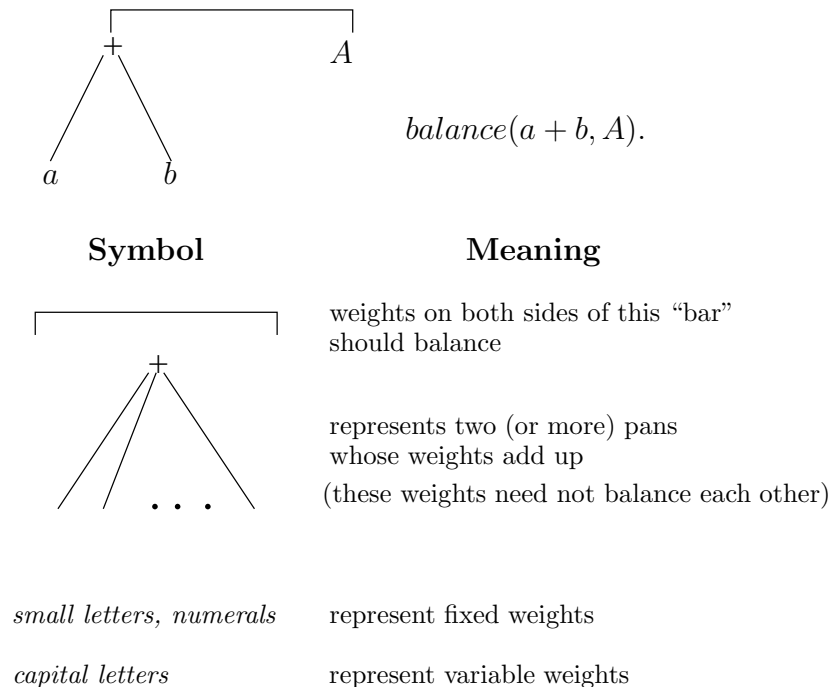 + A
balance(a + b, A).
a b
Symbol Meaning
weights on both sides of this “bar”
should balance
+
represents two (or more) pans
whose weights add up
(these weights need not balance each other)
. . .
small letters, numerals represent fixed weights
capital letters represent variable weights